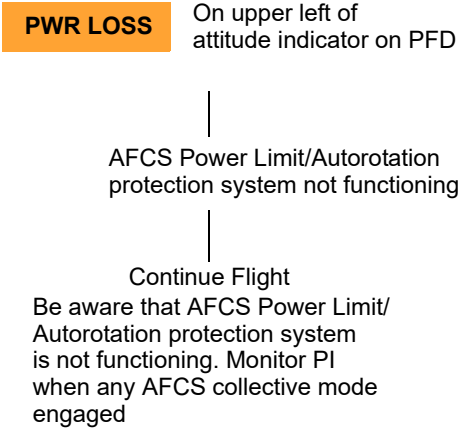 PWR LOSS
On upper left of
attitude indicator on PFD
AFCS Power Limit/Autorotation
protection system not functioning
Continue Flight
Be aware that AFCS Power Limit/
Autorotation protection system
is not functioning. Monitor PI
when any AFCS collective mode
engaged